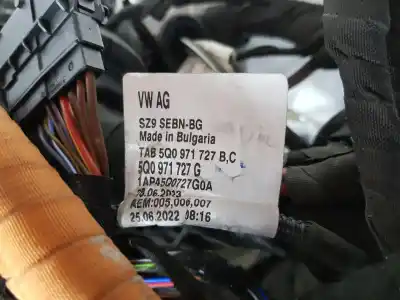 VW AG
SZ9 SEBN-BG
Made in Bulgaria
TAB 5Q0 971 727 B,C
5Q0 971 727 G
1AP45D0727G0A
AEM:005,006,007
25.06.2022 08:16